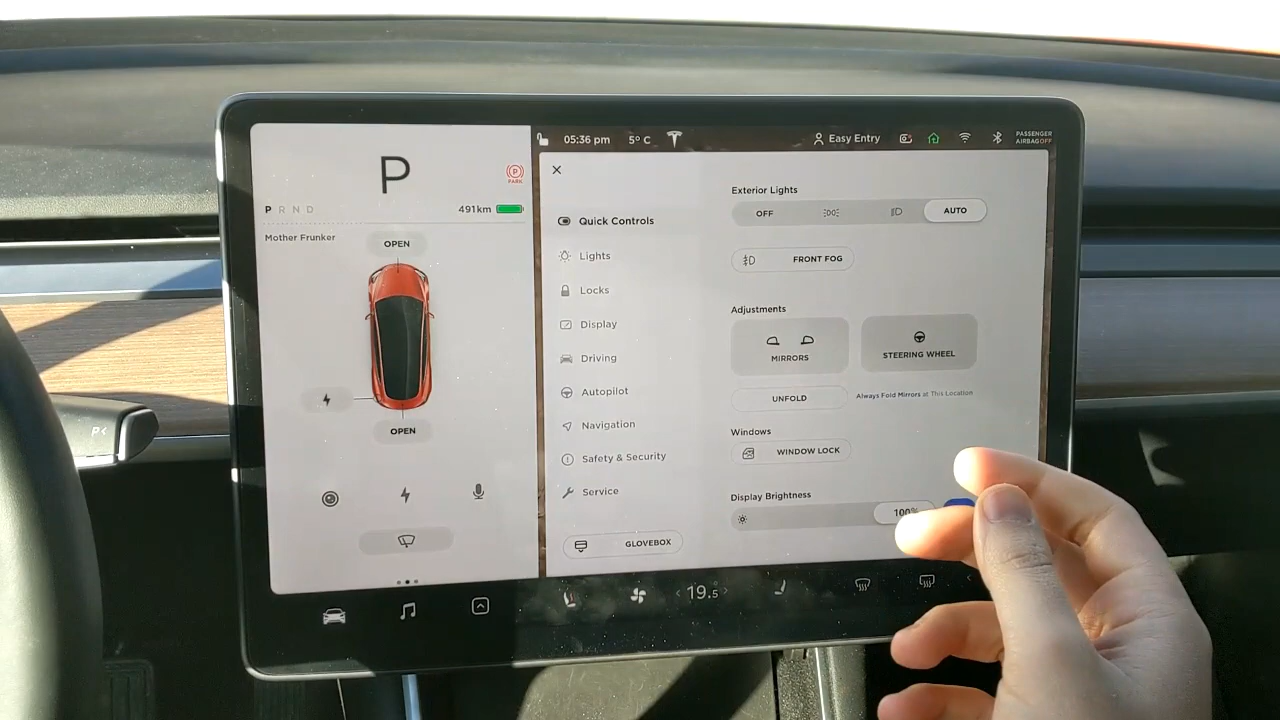 P
PARK
P R N D
491km
Mother Frunker
OPEN
OPEN
05:36 pm
5° C
Easy Entry
PASSENGER
AIRBAG OFF
Quick Controls
Lights
Locks
Display
Driving
Autopilot
Navigation
Safety & Security
Service
GLOVEBOX
Exterior Lights
OFF
AUTO
FRONT FOG
Adjustments
MIRRORS
STEERING WHEEL
UNFOLD
Always Fold Mirrors at This Location
Windows
WINDOW LOCK
Display Brightness
100%
19.5
P<